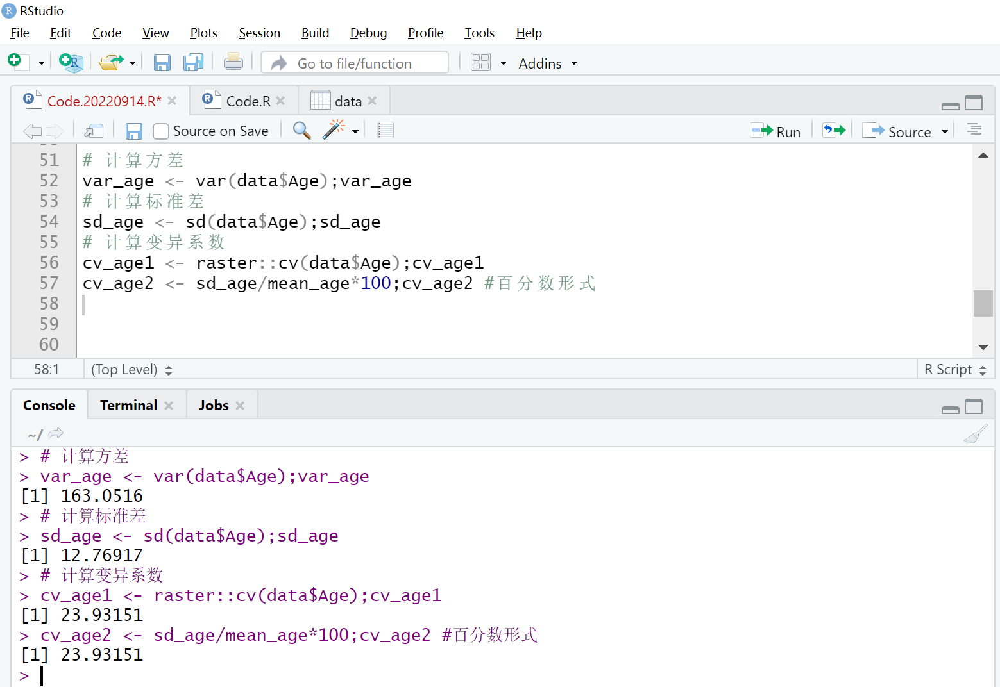 RStudio
File Edit Code View Plots Session Build Debug Profile Tools Help
Go to file/function Addins
Code.20220914.R* Code.R data
Source on Save Run Source
51 # 计算方差
52 var_age <- var(data$Age);var_age
53 # 计算标准差
54 sd_age <- sd(data$Age);sd_age
55 # 计算变异系数
56 cv_age1 <- raster::cv(data$Age);cv_age1
57 cv_age2 <- sd_age/mean_age*100;cv_age2 #百分数形式
58
59
60
58:1 (Top Level) R Script
Console Terminal Jobs
~/
> # 计算方差
> var_age <- var(data$Age);var_age
[1] 163.0516
> # 计算标准差
> sd_age <- sd(data$Age);sd_age
[1] 12.76917
> # 计算变异系数
> cv_age1 <- raster::cv(data$Age);cv_age1
[1] 23.93151
> cv_age2 <- sd_age/mean_age*100;cv_age2 #百分数形式
[1] 23.93151
>